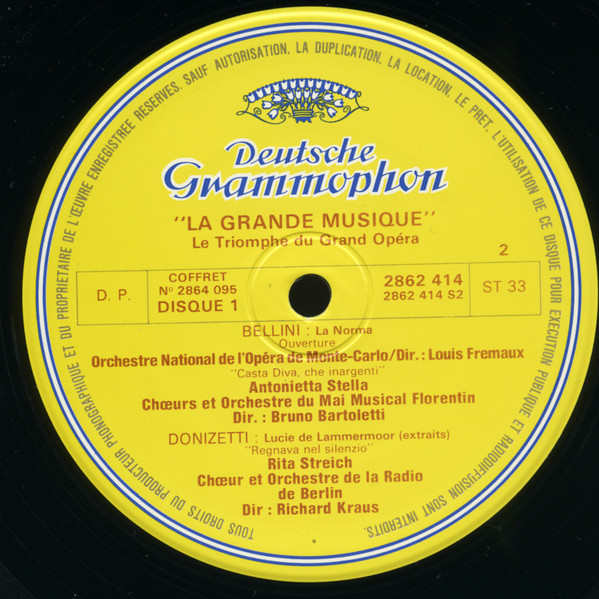 TOUS DROITS DU PRODUCTEUR PHONOGRAPHIQUE ET DU PROPRIETAIRE DE L'ŒUVRE ENREGISTREE RESERVES. SAUF AUTORISATION, LA DUPLICATION, LA LOCATION, LE PRET, L'UTILISATION DE CE DISQUE POUR EXECUTION PUBLIQUE ET RADIODIFFUSION SONT INTERDITS.
Deutsche
Grammophon
"LA GRANDE MUSIQUE"
Le Triomphe du Grand Opéra
2
D. P.
COFFRET
Nº 2864 095
DISQUE 1
2862 414
2862 414 S2
ST 33
BELLINI : La Norma
Ouverture
Orchestre National de l'Opéra de Monte-Carlo/Dir. : Louis Fremaux
"Casta Diva, che inargenti"
Antonietta Stella
Chœurs et Orchestre du Mai Musical Florentin
Dir. : Bruno Bartoletti
DONIZETTI : Lucie de Lammermoor (extraits)
"Regnava nel silenzio"
Rita Streich
Chœur et Orchestre de la Radio
de Berlin
Dir : Richard Kraus